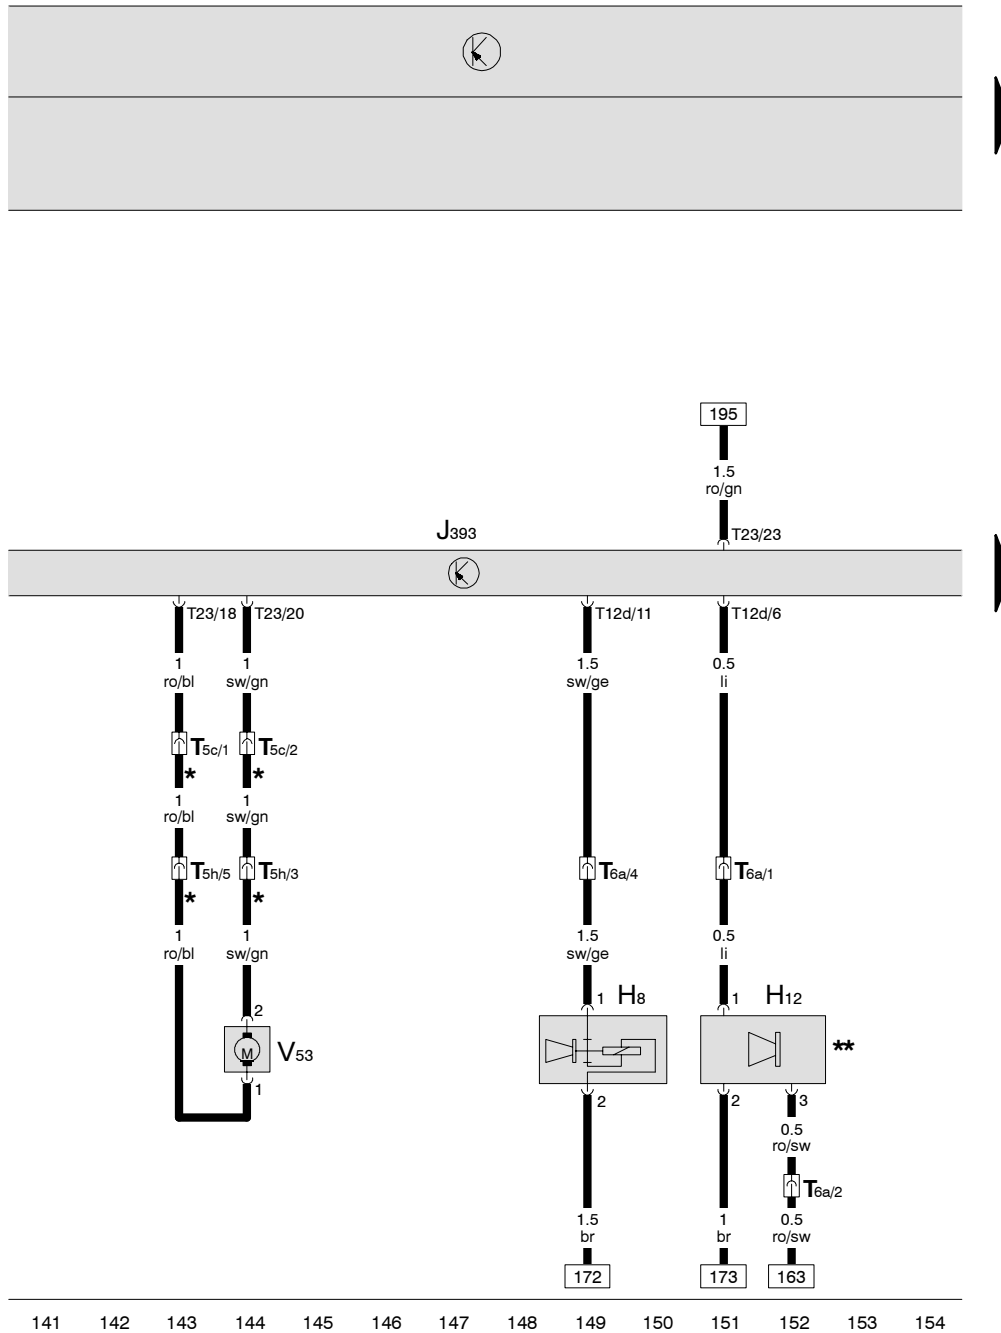 195
1.5
ro/gn
J393
T23/23
T23/18 T23/20 T12d/11 T12d/6
1 1 1.5 0.5
ro/bl sw/gn sw/ge li
T5c/1 T5c/2
* *
1 1
ro/bl sw/gn
T5h/5 T5h/3 T6a/4 T6a/1
* *
1 1 1.5 0.5
ro/bl sw/gn sw/ge li
2 1 H8 1 H12
M V53 **
1 2 2 3
0.5
ro/sw
T6a/2
1.5 1 0.5
br br ro/sw
172 173 163
141 142 143 144 145 146 147 148 149 150 151 152 153 154